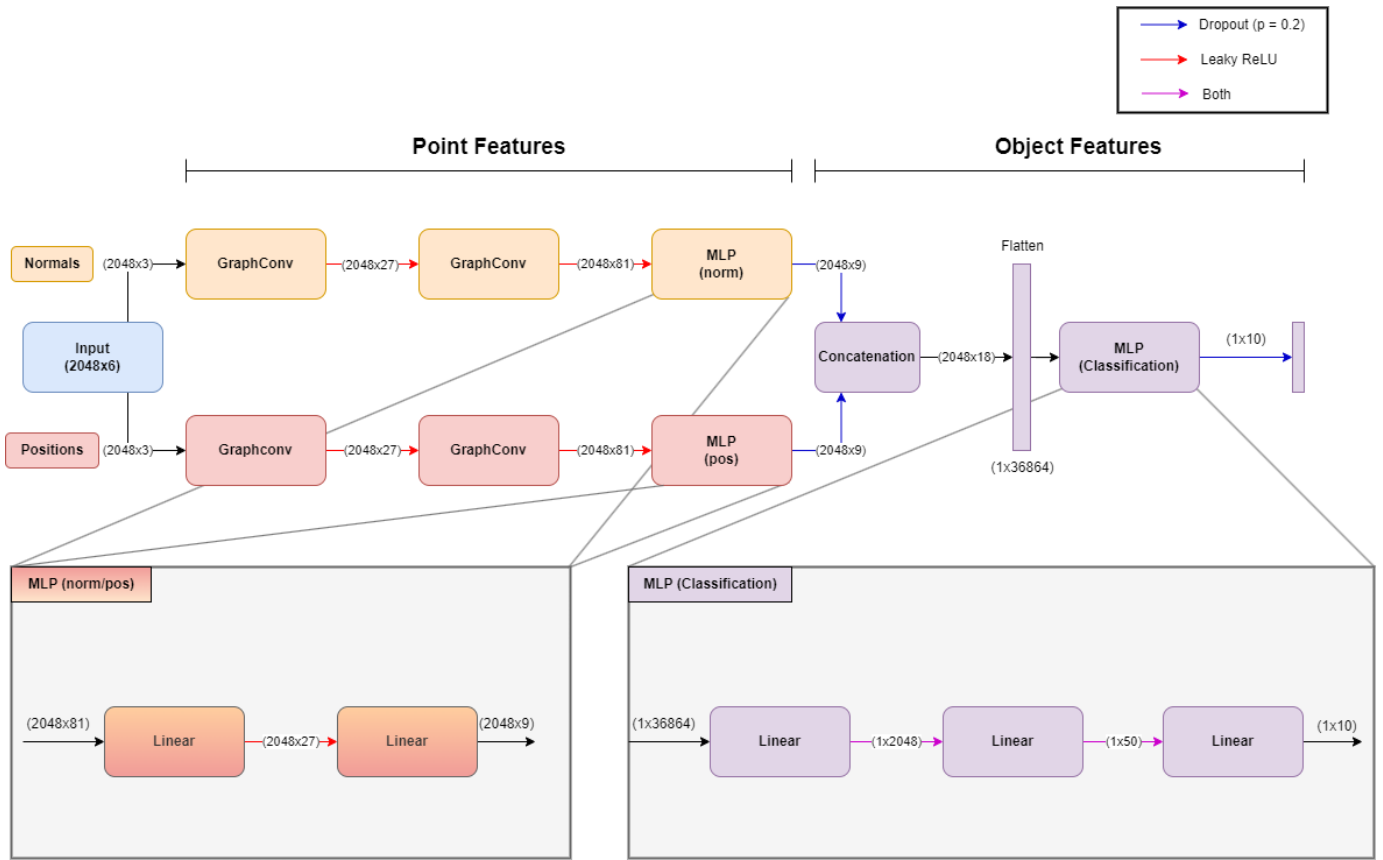 Dropout (p = 0.2)
Leaky ReLU
Both
Point Features
Object Features
Normals
(2048x3)
GraphConv
(2048x27)
GraphConv
(2048x81)
MLP
(norm)
(2048x9)
Flatten
Input
(2048x6)
Concatenation
(2048x18)
MLP
(Classification)
(1x10)
Positions
(2048x3)
Graphconv
(2048x27)
GraphConv
(2048x81)
MLP
(pos)
(2048x9)
(1x36864)
MLP (norm/pos)
(2048x81)
Linear
(2048x27)
Linear
(2048x9)
MLP (Classification)
(1x36864)
Linear
(1x2048)
Linear
(1x50)
Linear
(1x10)